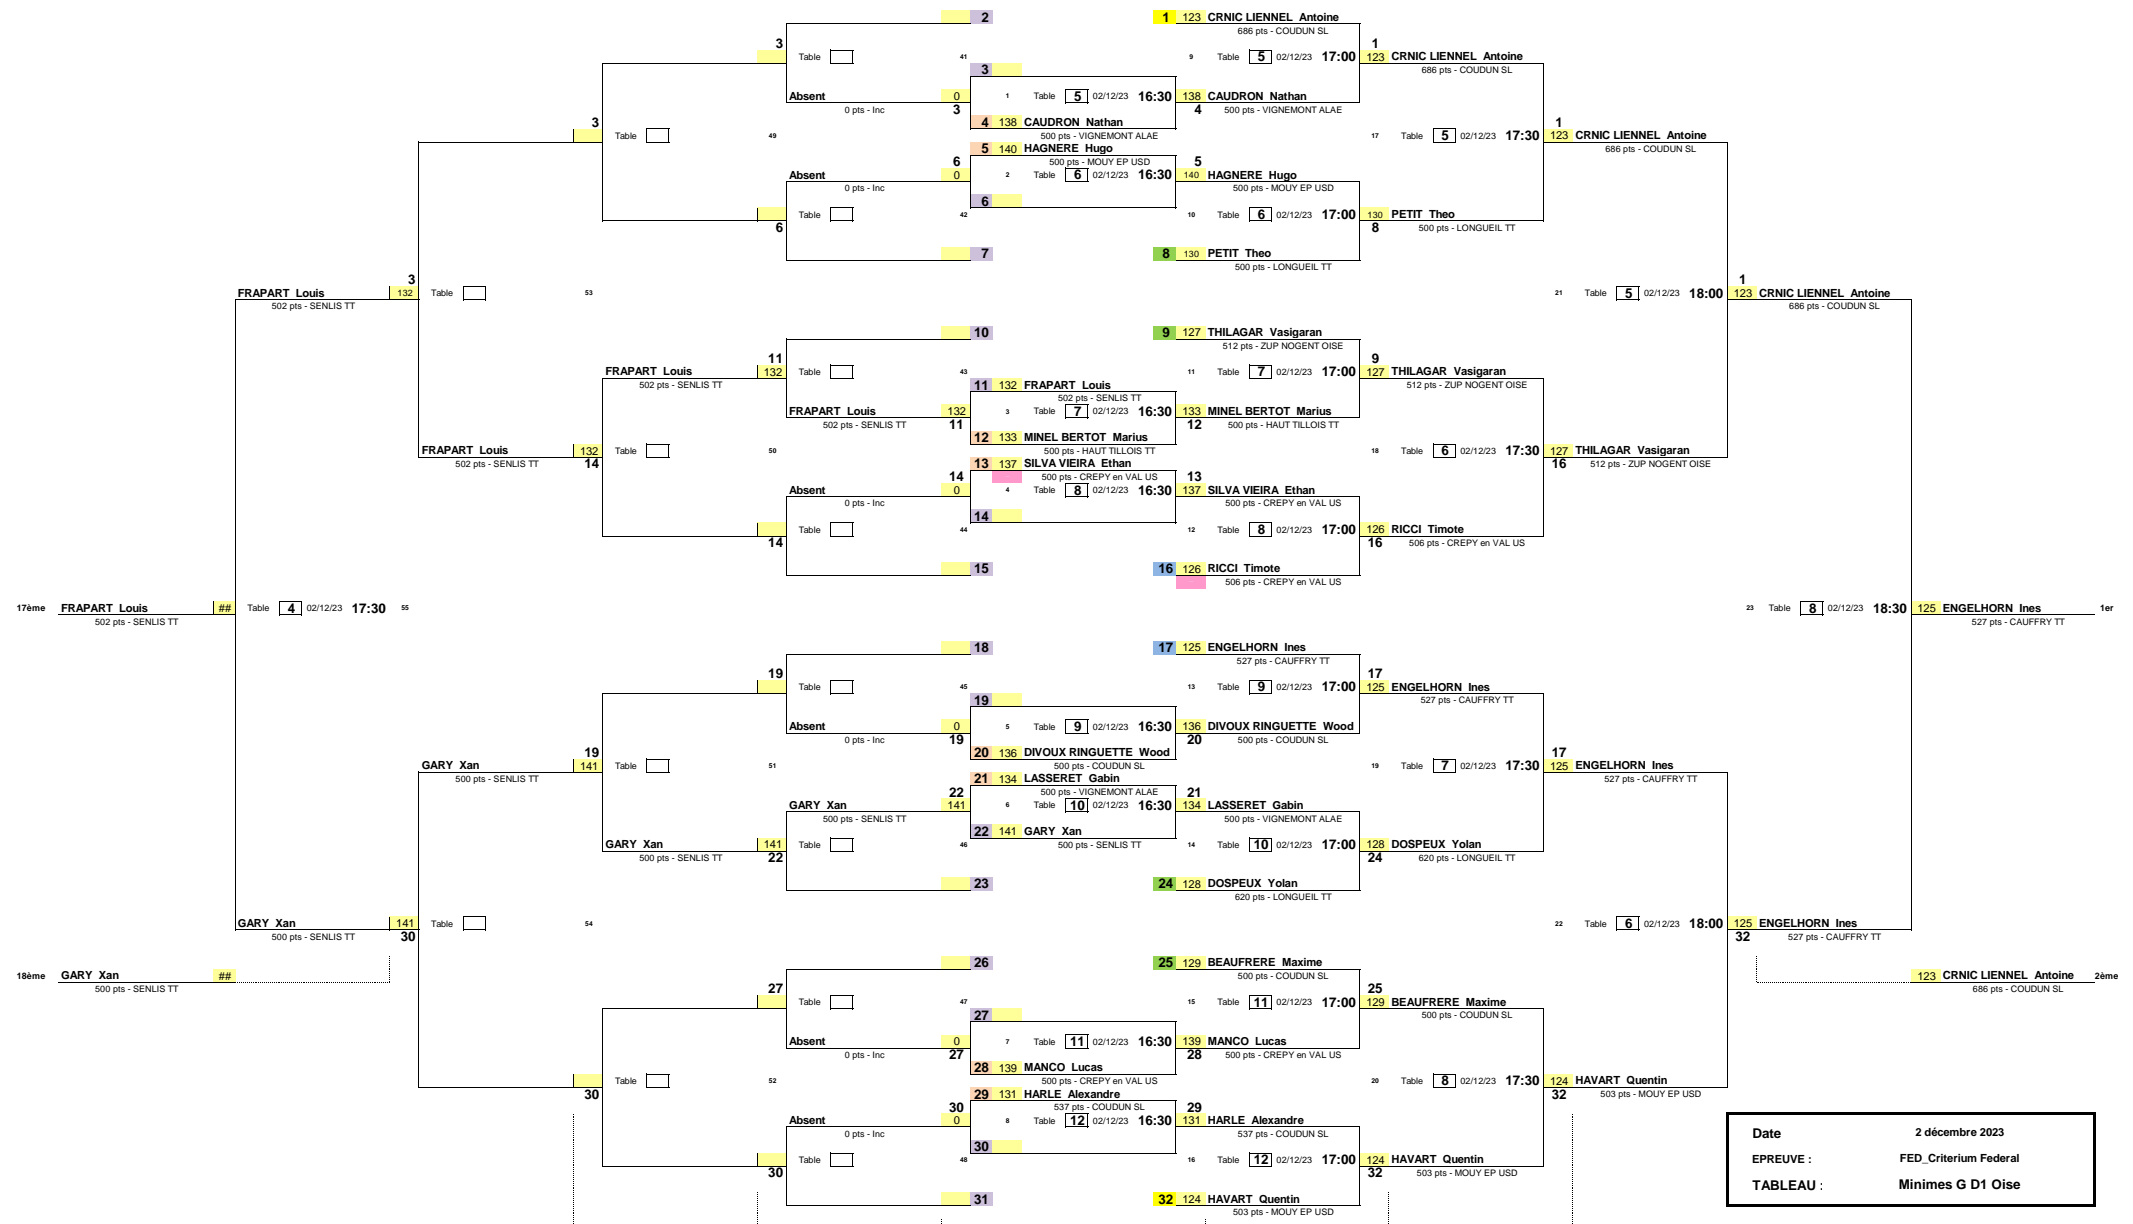 2 1 123 CRNIC LIENNEL Antoine
686 pts - COUDUN SL
3 1
Table 41 9 Table 5 02/12/23 17:00 123 CRNIC LIENNEL Antoine
3 686 pts - COUDUN SL
Absent 0 1 Table 5 02/12/23 16:30 138 CAUDRON Nathan
0 pts - Inc 3 4 500 pts - VIGNEMONT ALAE
3 4 138 CAUDRON Nathan 1
Table 49 500 pts - VIGNEMONT ALAE 17 Table 5 02/12/23 17:30 123 CRNIC LIENNEL Antoine
5 140 HAGNERE Hugo 686 pts - COUDUN SL
6 500 pts - MOUY EP USD 5
Absent 0 2 Table 6 02/12/23 16:30 140 HAGNERE Hugo
0 pts - Inc 500 pts - MOUY EP USD
6
Table 42 10 Table 6 02/12/23 17:00 130 PETIT Theo
6 8 500 pts - LONGUEIL TT
7 8 130 PETIT Theo
500 pts - LONGUEIL TT
3 1
FRAPART Louis 132 Table 53 21 Table 5 02/12/23 18:00 123 CRNIC LIENNEL Antoine
502 pts - SENLIS TT 686 pts - COUDUN SL
10 9 127 THILAGAR Vasigaran
512 pts - ZUP NOGENT OISE
11 9
FRAPART Louis 132 Table 43 11 Table 7 02/12/23 17:00 127 THILAGAR Vasigaran
502 pts - SENLIS TT 11 132 FRAPART Louis 512 pts - ZUP NOGENT OISE
502 pts - SENLIS TT
FRAPART Louis 132 3 Table 7 02/12/23 16:30 133 MINEL BERTOT Marius
502 pts - SENLIS TT 11 12 500 pts - HAUT TILLOIS TT
12 133 MINEL BERTOT Marius
FRAPART Louis 132 Table 50 500 pts - HAUT TILLOIS TT 18 Table 6 02/12/23 17:30 127 THILAGAR Vasigaran
502 pts - SENLIS TT 14 13 137 SILVA VIEIRA Ethan 16 512 pts - ZUP NOGENT OISE
14 500 pts - CREPY en VAL US 13
Absent 0 4 Table 8 02/12/23 16:30 137 SILVA VIEIRA Ethan
0 pts - Inc 500 pts - CREPY en VAL US
14
Table 44 12 Table 8 02/12/23 17:00 126 RICCI Timote
14 16 506 pts - CREPY en VAL US
15 16 126 RICCI Timote
506 pts - CREPY en VAL US
17ème FRAPART Louis ## Table 4 02/12/23 17:30 55 23 Table 8 02/12/23 18:30 125 ENGELHORN Ines 1er
502 pts - SENLIS TT 527 pts - CAUFFRY TT
18 17 125 ENGELHORN Ines
527 pts - CAUFFRY TT
19 17
Table 45 13 Table 9 02/12/23 17:00 125 ENGELHORN Ines
19 527 pts - CAUFFRY TT
Absent 0 5 Table 9 02/12/23 16:30 136 DIVOUX RINGUETTE Wood
0 pts - Inc 19 20 500 pts - COUDUN SL
19 20 136 DIVOUX RINGUETTE Wood 17
GARY Xan 141 Table 51 500 pts - COUDUN SL 19 Table 7 02/12/23 17:30 125 ENGELHORN Ines
500 pts - SENLIS TT 21 134 LASSERET Gabin 527 pts - CAUFFRY TT
22 500 pts - VIGNEMONT ALAE 21
GARY Xan 141 6 Table 10 02/12/23 16:30 134 LASSERET Gabin
500 pts - SENLIS TT 500 pts - VIGNEMONT ALAE
22 141 GARY Xan
GARY Xan 141 Table 46 500 pts - SENLIS TT 14 Table 10 02/12/23 17:00 128 DOSPEUX Yolan
500 pts - SENLIS TT 22 24 620 pts - LONGUEIL TT
23 24 128 DOSPEUX Yolan
620 pts - LONGUEIL TT
GARY Xan 141 Table 54 22 Table 6 02/12/23 18:00 125 ENGELHORN Ines
500 pts - SENLIS TT 30 32 527 pts - CAUFFRY TT
26 25 129 BEAUFRERE Maxime
18ème GARY Xan ## 500 pts - COUDUN SL 123 CRNIC LIENNEL Antoine 2ème
500 pts - SENLIS TT 27 25 686 pts - COUDUN SL
Table 47 15 Table 11 02/12/23 17:00 129 BEAUFRERE Maxime
27 500 pts - COUDUN SL
Absent 0 7 Table 11 02/12/23 16:30 139 MANCO Lucas
0 pts - Inc 27 28 500 pts - CREPY en VAL US
28 139 MANCO Lucas
Table 52 500 pts - CREPY en VAL US 20 Table 8 02/12/23 17:30 124 HAVART Quentin
30 29 131 HARLE Alexandre 32 503 pts - MOUY EP USD
30 537 pts - COUDUN SL 29
Absent 0 8 Table 12 02/12/23 16:30 131 HARLE Alexandre
0 pts - Inc 537 pts - COUDUN SL
30
Table 48 16 Table 12 02/12/23 17:00 124 HAVART Quentin
30 32 503 pts - MOUY EP USD
31 32 124 HAVART Quentin
503 pts - MOUY EP USD
Date 2 décembre 2023
EPREUVE : FED_Criterium Federal
TABLEAU : Minimes G D1 Oise